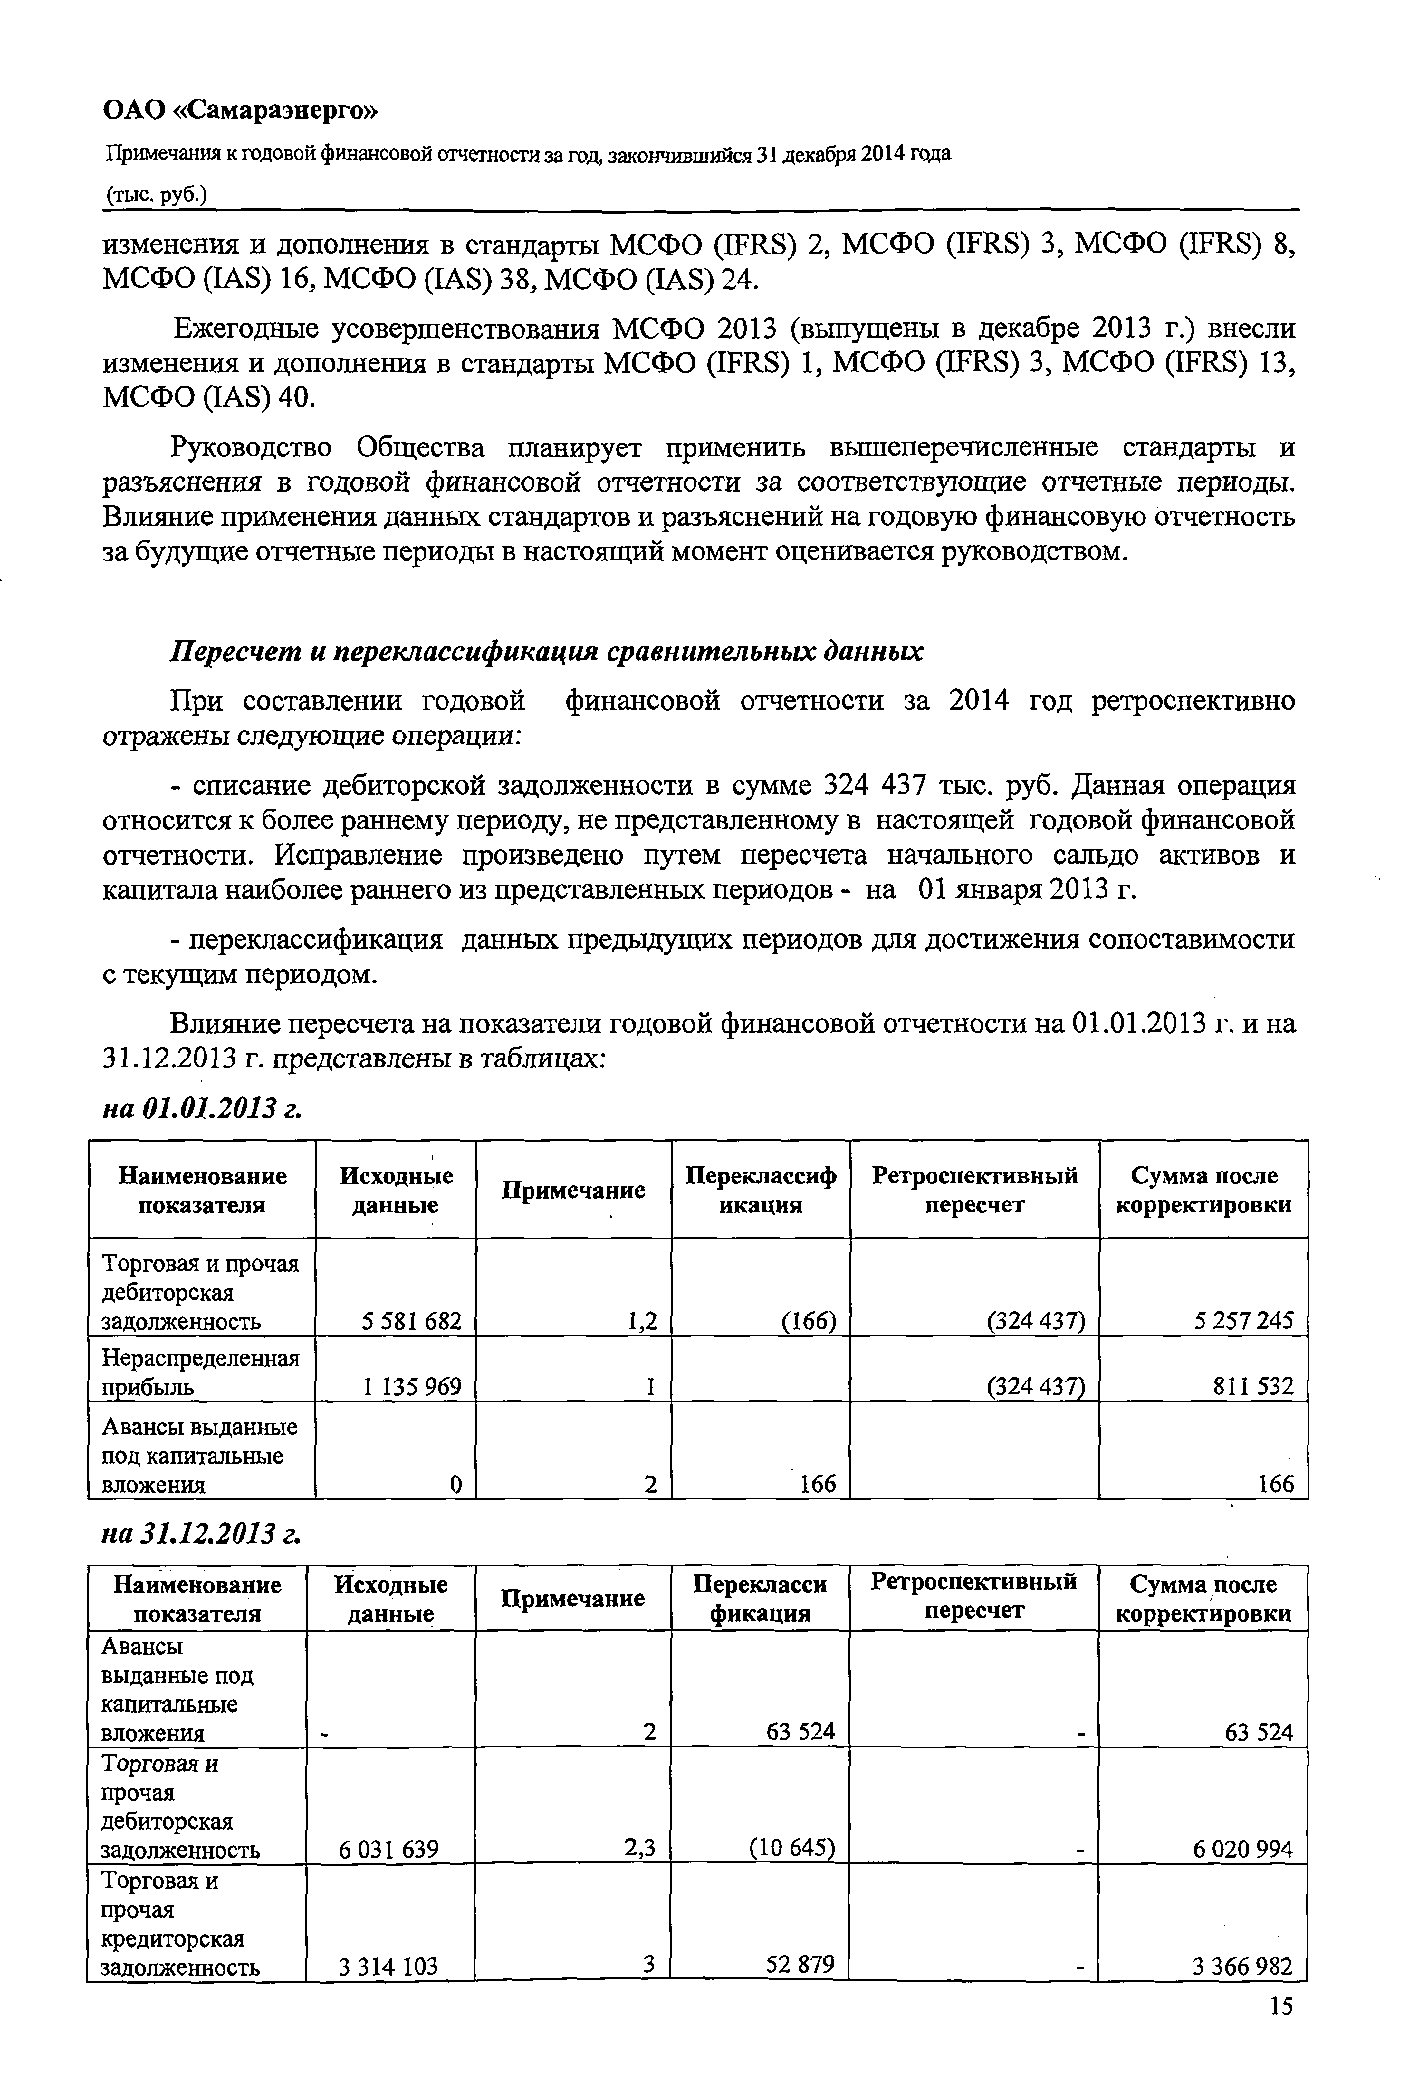 ОАО «Самараэнерго»
Примечания к годовой финансовой отчетности за год, закончившийся 31 декабря 2014 года
(тыс. руб.)
изменения и дополнения в стандарты МСФО (IFRS) 2, МСФО (IFRS) 3, МСФО (IFRS) 8,
МСФО (IAS) 16, МСФО (IAS) 38, МСФО (IAS) 24.
Ежегодные усовершенствования МСФО 2013 (выпущены в декабре 2013 г.) внесли
изменения и дополнения в стандарты МСФО (IFRS) 1, МСФО (IFRS) 3, МСФО (IFRS) 13,
МСФО (IAS) 40.
Руководство Общества планирует применить вышеперечисленные стандарты и
разъяснения в годовой финансовой отчетности за соответствующие отчетные периоды.
Влияние применения данных стандартов и разъяснений на годовую финансовую отчетность
за будущие отчетные периоды в настоящий момент оценивается руководством.
Пересчет и переклассификация сравнительных данных
При составлении годовой финансовой отчетности за 2014 год ретроспективно
отражены следующие операции:
- списание дебиторской задолженности в сумме 324 437 тыс. руб. Данная операция
относится к более раннему периоду, не представленному в настоящей годовой финансовой
отчетности. Исправление произведено путем пересчета начального сальдо активов и
капитала наиболее раннего из представленных периодов - на 01 января 2013 г.
- переклассификация данных предыдущих периодов для достижения сопоставимости
с текущим периодом.
Влияние пересчета на показатели годовой финансовой отчетности на 01.01.2013 г. и на
31.12.2013 г. представлены в таблицах:
на 01.01.2013 г.
Наименование Исходные Примечание Переклассиф Ретроспективный Сумма после
показателя данные икация пересчет корректировки
Торговая и прочая
дебиторская
задолженность 5 581 682 1,2 (166) (324 437) 5 257 245
Нераспределенная
прибыль 1 135 969 1 (324 437) 811 532
Авансы выданные
под капитальные
вложения 0 2 166 166
на 31.12.2013 г.
Наименование Исходные Примечание Перекласси Ретроспективный Сумма после
показателя данные фикация пересчет корректировки
Авансы
выданные под
капитальные
вложения - 2 63 524 - 63 524
Торговая и
прочая
дебиторская
задолженность 6 031 639 2,3 (10 645) - 6 020 994
Торговая и
прочая
кредиторская
задолженность 3 314 103 3 52 879 - 3 366 982
15